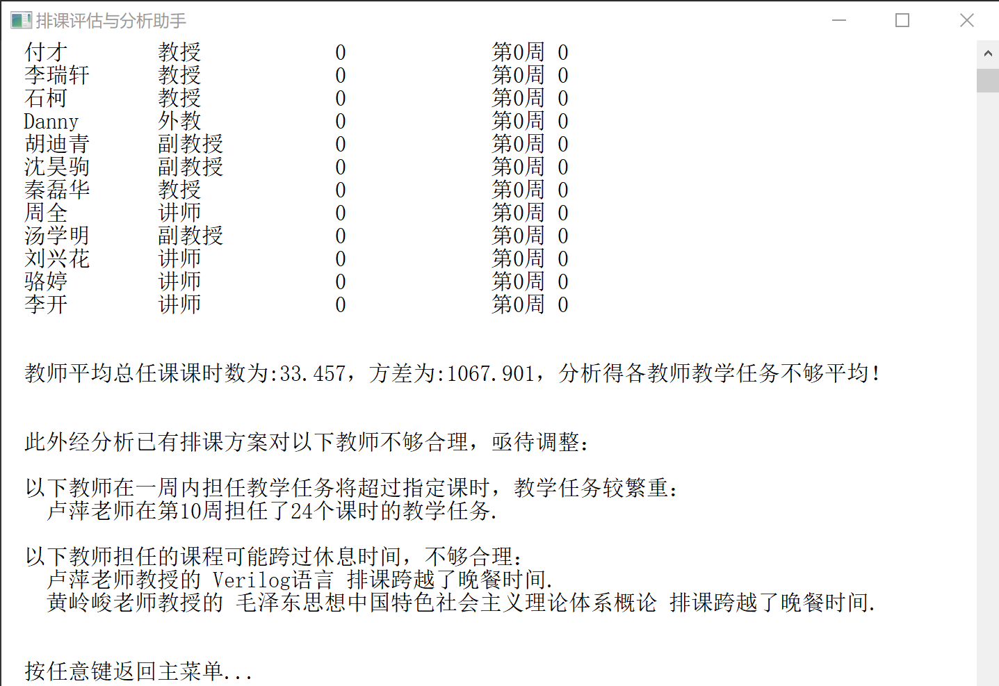 排课评估与分析助手
付才 教授 0 第0周 0
李瑞轩 教授 0 第0周 0
石柯 教授 0 第0周 0
Danny 外教 0 第0周 0
胡迪青 副教授 0 第0周 0
沈昊驹 副教授 0 第0周 0
秦磊华 教授 0 第0周 0
周全 讲师 0 第0周 0
汤学明 副教授 0 第0周 0
刘兴花 讲师 0 第0周 0
骆婷 讲师 0 第0周 0
李开 讲师 0 第0周 0
教师平均总任课课时数为:33.457，方差为:1067.901，分析得各教师教学任务不够平均！
此外经分析已有排课方案对以下教师不够合理，亟待调整：
以下教师在一周内担任教学任务将超过指定课时，教学任务较繁重：
卢萍老师在第10周担任了24个课时的教学任务.
以下教师担任的课程可能跨过休息时间，不够合理：
卢萍老师教授的 Verilog语言 排课跨越了晚餐时间.
黄岭峻老师教授的 毛泽东思想中国特色社会主义理论体系概论 排课跨越了晚餐时间.
按任意键返回主菜单...